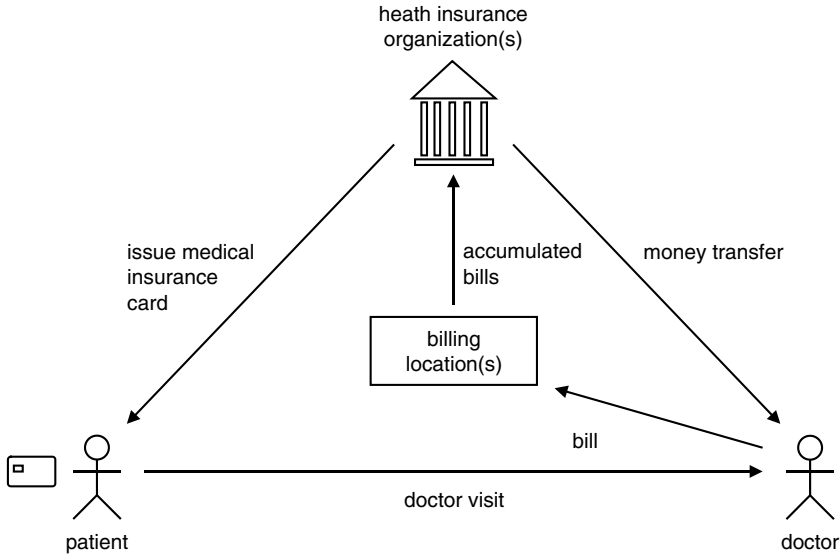 heath insurance
organization(s)
issue medical
insurance
card
accumulated
bills
money transfer
billing
location(s)
bill
doctor visit
patient
doctor